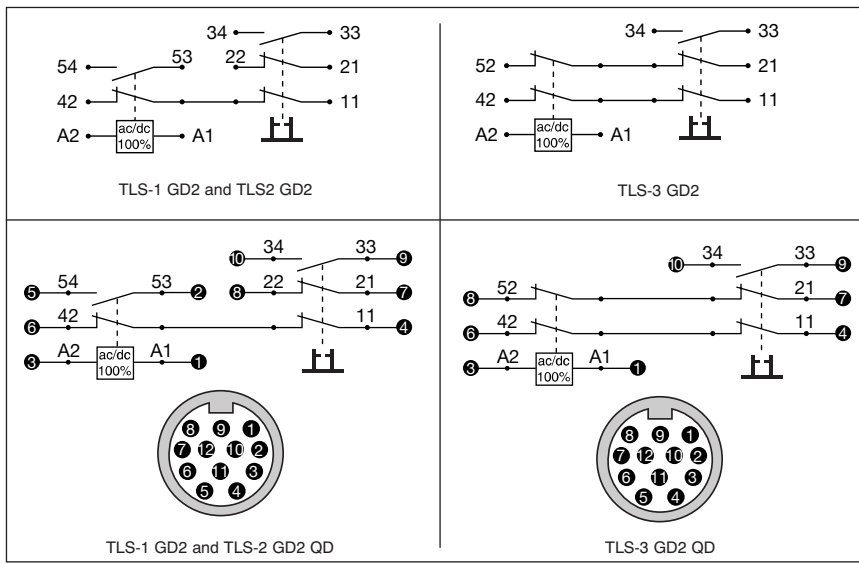 34 33
54 53 22 21
42 11
A2 ac/dc 100% A1
TLS-1 GD2 and TLS2 GD2
34 33
52 21
42 11
A2 ac/dc 100% A1
TLS-3 GD2
10 34 33 9
5 54 53 2 8 22 21 7
6 42 11 4
3 A2 ac/dc 100% A1 1
8 9 1
7 12 10 2
6 11 3
5 4
TLS-1 GD2 and TLS-2 GD2 QD
10 34 33 9
8 52 21 7
6 42 11 4
3 A2 ac/dc 100% A1 1
8 9 1
7 12 10 2
6 11 3
5 4
TLS-3 GD2 QD